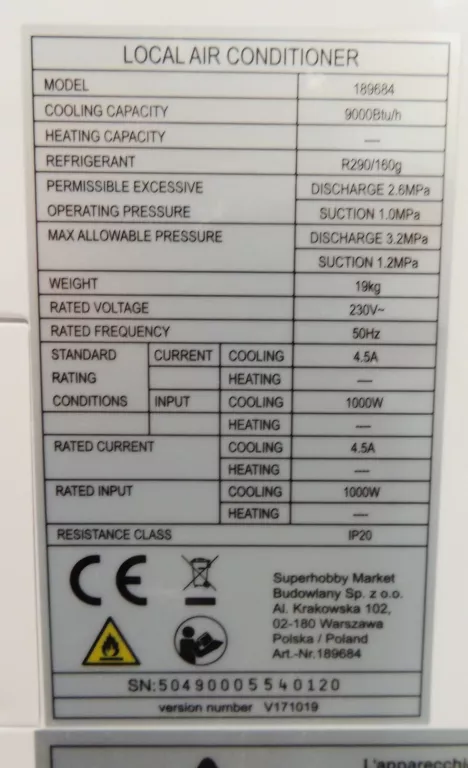 LOCAL AIR CONDITIONER
MODEL 189684
COOLING CAPACITY 9000Btu/h
HEATING CAPACITY —
REFRIGERANT R290/160g
PERMISSIBLE EXCESSIVE DISCHARGE 2.6MPa
OPERATING PRESSURE SUCTION 1.0MPa
MAX ALLOWABLE PRESSURE DISCHARGE 3.2MPa
SUCTION 1.2MPa
WEIGHT 19kg
RATED VOLTAGE 230V~
RATED FREQUENCY 50Hz
STANDARD CURRENT COOLING 4.5A
RATING HEATING —
CONDITIONS INPUT COOLING 1000W
HEATING —
RATED CURRENT COOLING 4.5A
HEATING —
RATED INPUT COOLING 1000W
HEATING —
RESISTANCE CLASS IP20
CE
Superhobby Market
Budowlany Sp. z o.o.
Al. Krakowska 102,
02-180 Warszawa
Polska / Poland
Art.-Nr.189684
SN:50490005540120
version number V171019
L'apparecchi